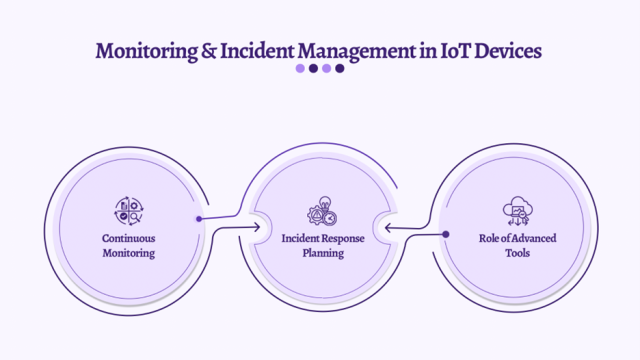 Monitoring & Incident Management in IoT Devices
Continuous
Monitoring
Incident Response
Planning
Role of Advanced
Tools